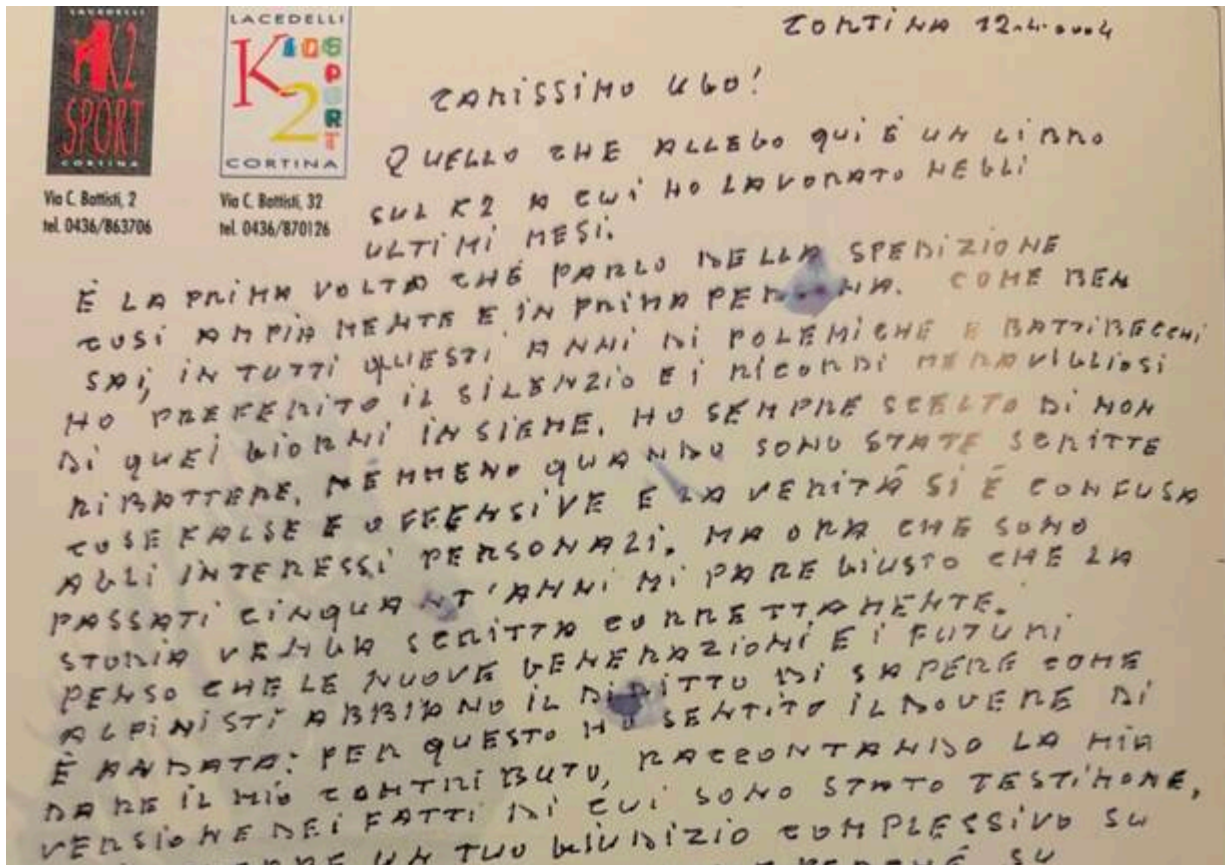 LACEDELLI
K2
SPORT
CORTINA
Via C. Battisti, 2
tel. 0436/863706
LACEDELLI
K2
KIDS
SPORT
CORTINA
Via C. Battisti, 32
tel. 0436/870126
CORTINA 12.4.2004
CARISSIMO UGO!
QUELLO CHE ALLEGO QUI È UN LIBRO
SUL K2 A CUI HO LAVORATO NEGLI
ULTIMI MESI.
È LA PRIMA VOLTA CHE PARLO DELLA SPEDIZIONE
COSÌ AMPIAMENTE E IN PRIMA PERSONA. COME BEN
SAI, IN TUTTI QUESTI ANNI DI POLEMICHE E BATTIBECCHI
HO PREFERITO IL SILENZIO E I RICORDI MERAVIGLIOSI
DI QUEI GIORNI INSIEME. HO SEMPRE SCELTO DI NON
RIBATTERE, NEMMENO QUANDO SONO STATE SCRITTE
COSE FALSE E OFFENSIVE E LA VERITÀ SI È CONFUSA
AGLI INTERESSI PERSONALI. MA ORA CHE SONO
PASSATI CINQUANT'ANNI MI PARE GIUSTO CHE LA
STORIA VENGA SCRITTA CORRETTAMENTE.
PENSO CHE LE NUOVE GENERAZIONI E I FUTURI
ALPINISTI ABBIANO IL DIRITTO DI SAPERE COME
È ANDATA: PER QUESTO HO SENTITO IL DOVERE DI
DARE IL MIO CONTRIBUTO, RACCONTANDO LA MIA
VERSIONE DEI FATTI DI CUI SONO STATO TESTIMONE,
UN TUO GIUDIZIO COMPLESSIVO SU
SU